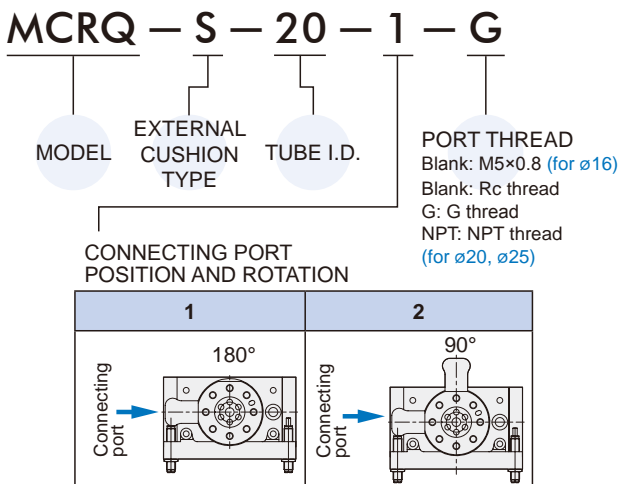 MCRQ — S — 20 — 1 — G
MODEL
EXTERNAL
CUSHION
TYPE
TUBE I.D.
PORT THREAD
Blank: M5×0.8 (for ø16)
Blank: Rc thread
G: G thread
NPT: NPT thread
(for ø20, ø25)
CONNECTING PORT
POSITION AND ROTATION
1
2
180°
Connecting
port
90°
Connecting
port